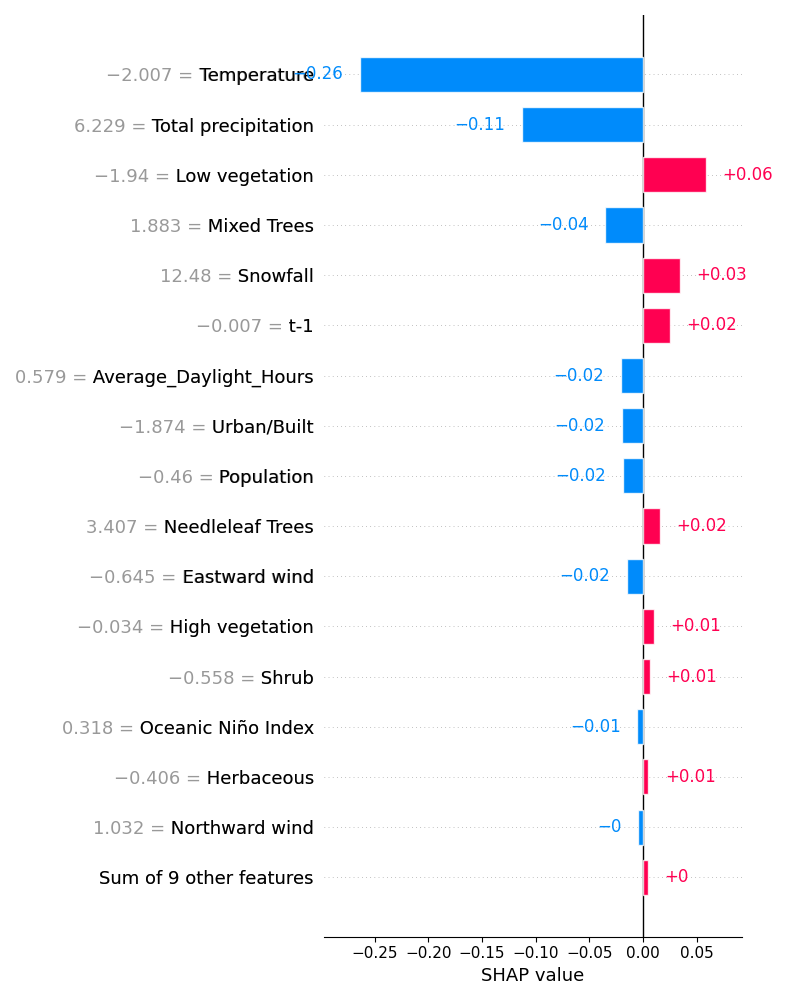 −2.007 = Temperature −0.26
6.229 = Total precipitation −0.11
−1.94 = Low vegetation +0.06
1.883 = Mixed Trees −0.04
12.48 = Snowfall +0.03
−0.007 = t-1 +0.02
0.579 = Average_Daylight_Hours −0.02
−1.874 = Urban/Built −0.02
−0.46 = Population −0.02
3.407 = Needleleaf Trees +0.02
−0.645 = Eastward wind −0.02
−0.034 = High vegetation +0.01
−0.558 = Shrub +0.01
0.318 = Oceanic Niño Index −0.01
−0.406 = Herbaceous +0.01
1.032 = Northward wind −0
Sum of 9 other features +0
−0.25 −0.20 −0.15 −0.10 −0.05 0.00 0.05
SHAP value